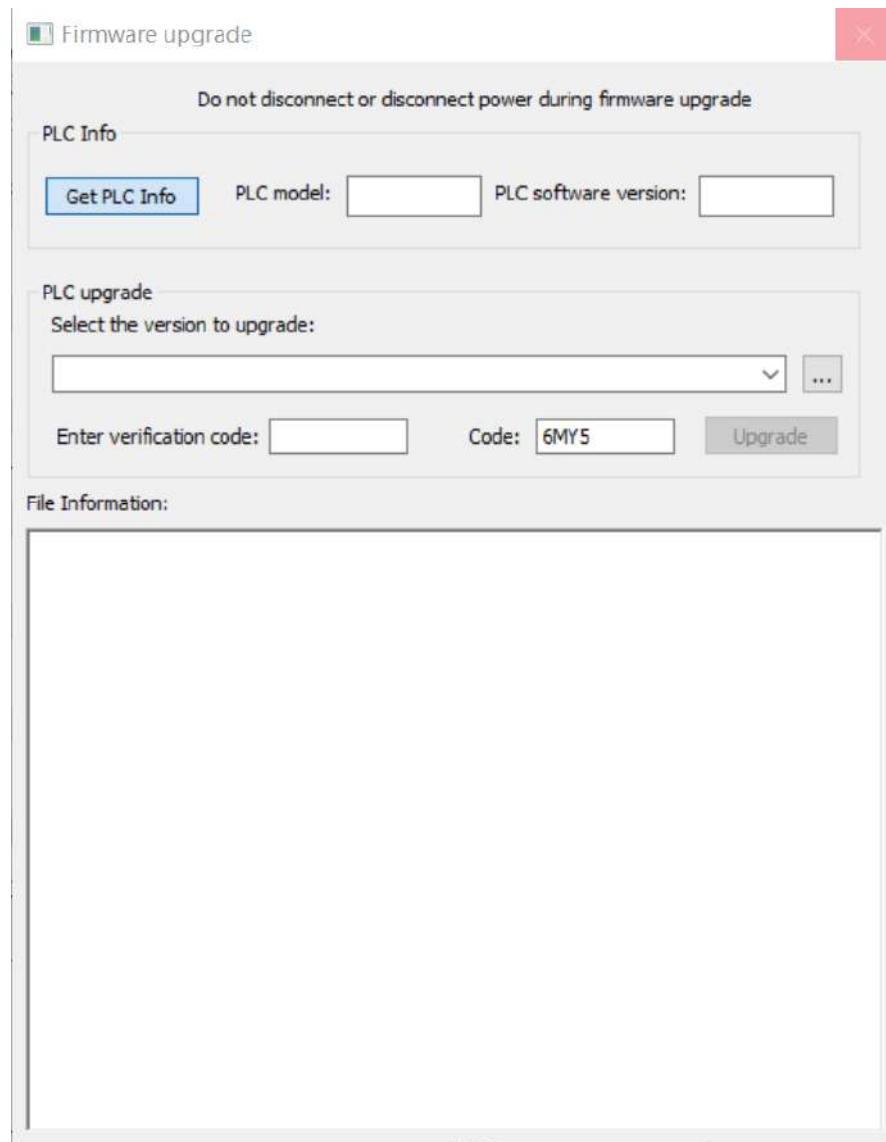 Firmware upgrade
Do not disconnect or disconnect power during firmware upgrade
PLC Info
Get PLC Info PLC model: PLC software version:
PLC upgrade
Select the version to upgrade:
...
Enter verification code: Code: 6MY5 Upgrade
File Information: